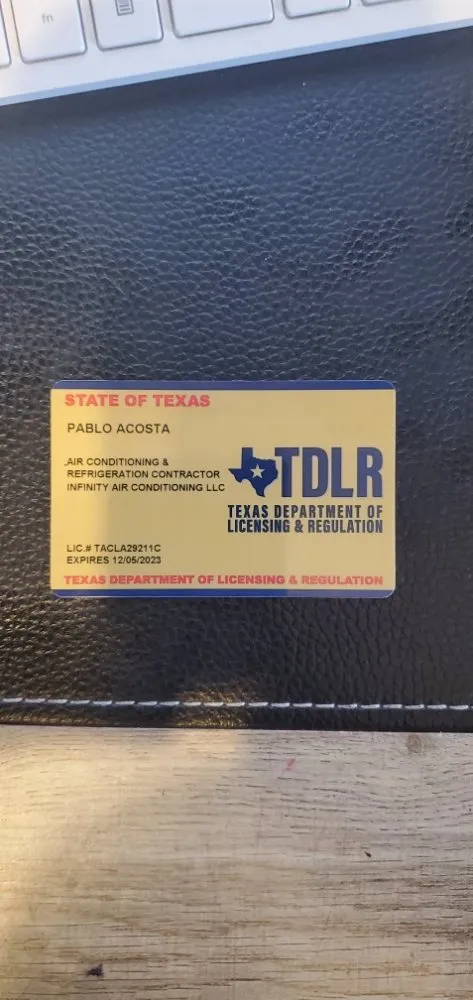 fn
STATE OF TEXAS
PABLO ACOSTA
AIR CONDITIONING &
REFRIGERATION CONTRACTOR
INFINITY AIR CONDITIONING LLC
TDLR
TEXAS DEPARTMENT OF
LICENSING & REGULATION
LIC.# TACLA29211C
EXPIRES 12/05/2023
TEXAS DEPARTMENT OF LICENSING & REGULATION